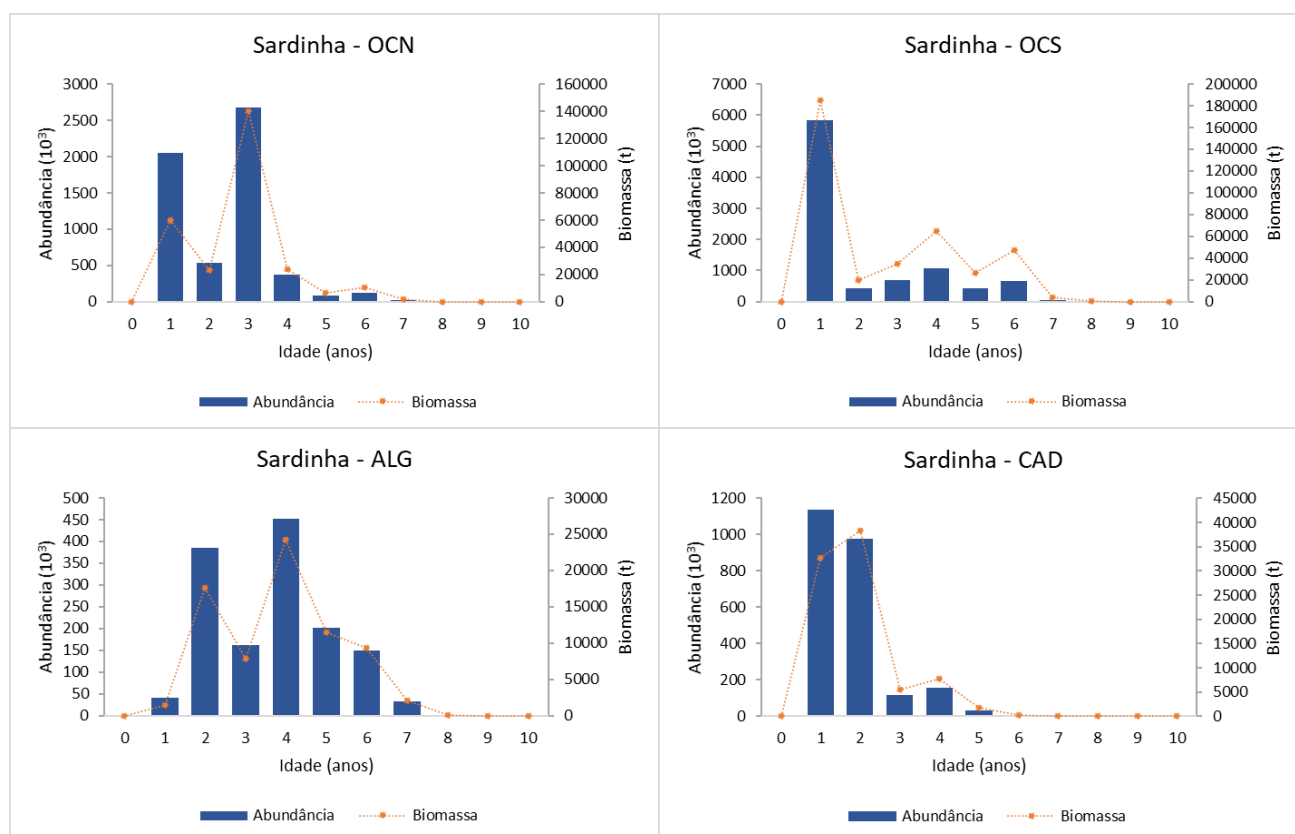 Sardinha - OCN
3000
2500
2000
1500
1000
500
0
Abundância (10³)
160000
140000
120000
100000
80000
60000
40000
20000
0
Biomassa (t)
0 1 2 3 4 5 6 7 8 9 10
Idade (anos)
Abundância Biomassa
Sardinha - OCS
7000
6000
5000
4000
3000
2000
1000
0
Abundância (10³)
200000
180000
160000
140000
120000
100000
80000
60000
40000
20000
0
Biomassa (t)
0 1 2 3 4 5 6 7 8 9 10
Idade (anos)
Abundância Biomassa
Sardinha - ALG
500
450
400
350
300
250
200
150
100
50
0
Abundância (10³)
30000
25000
20000
15000
10000
5000
0
Biomassa (t)
0 1 2 3 4 5 6 7 8 9 10
Idade (anos)
Abundância Biomassa
Sardinha - CAD
1200
1000
800
600
400
200
0
Abundância (10³)
45000
40000
35000
30000
25000
20000
15000
10000
5000
0
Biomassa (t)
0 1 2 3 4 5 6 7 8 9 10
Idade (anos)
Abundância Biomassa